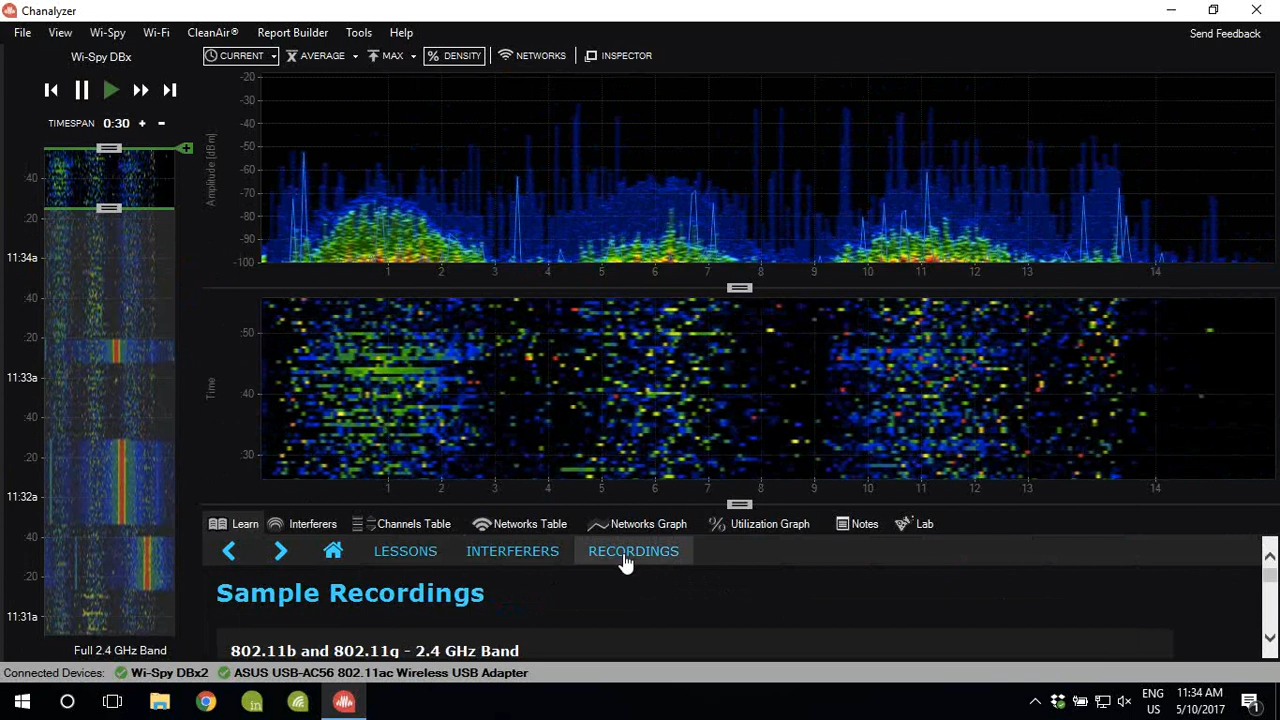 Chanalyzer
File View Wi-Spy Wi-Fi CleanAir® Report Builder Tools Help Send Feedback
Wi-Spy DBx
CURRENT AVERAGE MAX % DENSITY NETWORKS INSPECTOR
TIMESPAN 0:30 + -
:40
:20
11:34a
:40
:20
11:33a
:40
:20
11:32a
:40
:20
11:31a
Full 2.4 GHz Band
Amplitude [dBm]
-20
-30
-40
-50
-60
-70
-80
-90
-100
1 2 3 4 5 6 7 8 9 10 11 12 13 14
Time
:50
:40
:30
1 2 3 4 5 6 7 8 9 10 11 12 13 14
Learn Interferers Channels Table Networks Table Networks Graph Utilization Graph Notes Lab
LESSONS INTERFERERS RECORDINGS
Sample Recordings
802.11b and 802.11g - 2.4 GHz Band
Connected Devices: Wi-Spy DBx2 ASUS USB-AC56 802.11ac Wireless USB Adapter
in
ENG
US
11:34 AM
5/10/2017
1